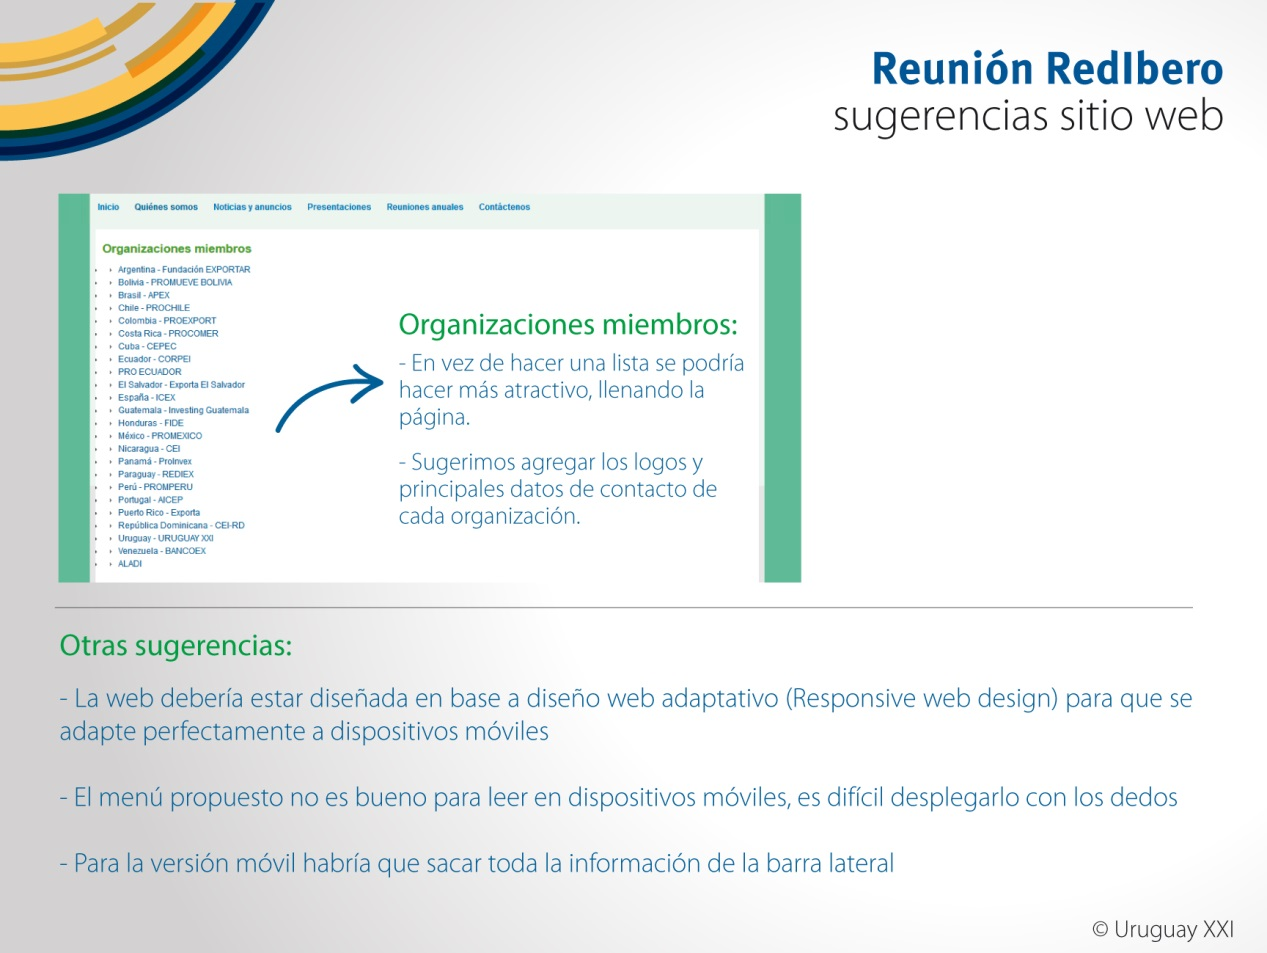 Reunión RedIbero
sugerencias sitio web
Inicio Quiénes somos Noticias y anuncios Presentaciones Reuniones anuales Contáctenos
Organizaciones miembros
Argentina - Fundación EXPORTAR
Bolivia - PROMUEVE BOLIVIA
Brasil - APEX
Chile - PROCHILE
Colombia - PROEXPORT
Costa Rica - PROCOMER
Cuba - CEPEC
Ecuador - CORPEI
PRO ECUADOR
El Salvador - Exporta El Salvador
España - ICEX
Guatemala - Investing Guatemala
Honduras - FIDE
México - PROMEXICO
Nicaragua - CEI
Panamá - ProInvex
Paraguay - REDIEX
Perú - PROMPERU
Portugal - AICEP
Puerto Rico - Exporta
República Dominicana - CEI-RD
Uruguay - URUGUAY XXI
Venezuela - BANCOEX
ALADI
Organizaciones miembros:
- En vez de hacer una lista se podría
hacer más atractivo, llenando la
página.
- Sugerimos agregar los logos y
principales datos de contacto de
cada organización.
Otras sugerencias:
- La web debería estar diseñada en base a diseño web adaptativo (Responsive web design) para que se
adapte perfectamente a dispositivos móviles
- El menú propuesto no es bueno para leer en dispositivos móviles, es difícil desplegarlo con los dedos
- Para la versión móvil habría que sacar toda la información de la barra lateral
© Uruguay XXI